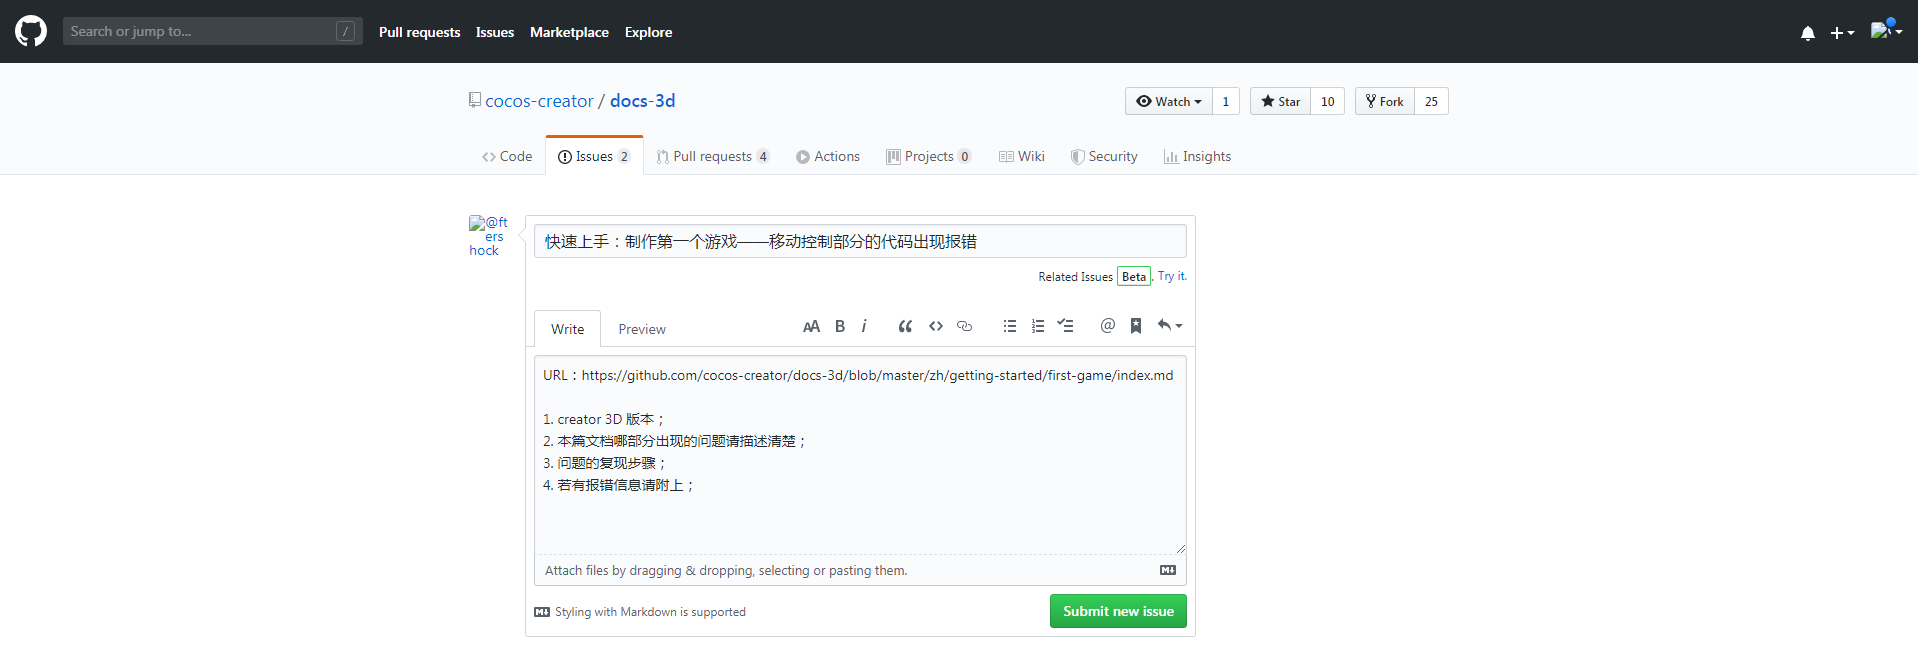 Search or jump to...
/
Pull requests
Issues
Marketplace
Explore
cocos-creator / docs-3d
Watch 1
Star 10
Fork 25
Code
Issues 2
Pull requests 4
Actions
Projects 0
Wiki
Security
Insights
@ft
ers
hock
快速上手：制作第一个游戏——移动控制部分的代码出现报错
Related Issues Beta. Try it.
Write
Preview
AA B i
@
URL：https://github.com/cocos-creator/docs-3d/blob/master/zh/getting-started/first-game/index.md
1. creator 3D 版本；
2. 本篇文档哪部分出现的问题请描述清楚；
3. 问题的复现步骤；
4. 若有报错信息请附上；
Attach files by dragging & dropping, selecting or pasting them.
Styling with Markdown is supported
Submit new issue